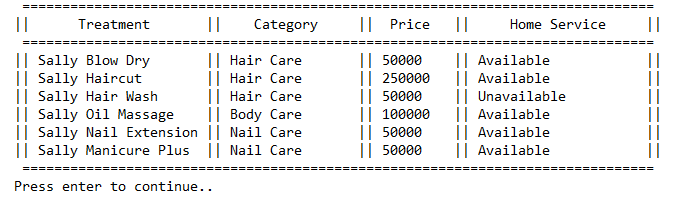 ===============================================================================
||      Treatment       ||    Category     ||  Price   ||     Home Service     ||
===============================================================================
|| Sally Blow Dry       || Hair Care       || 50000    || Available            ||
|| Sally Haircut        || Hair Care       || 250000   || Available            ||
|| Sally Hair Wash      || Hair Care       || 50000    || Unavailable          ||
|| Sally Oil Massage    || Body Care       || 100000   || Available            ||
|| Sally Nail Extension || Nail Care       || 50000    || Available            ||
|| Sally Manicure Plus  || Nail Care       || 50000    || Available            ||
===============================================================================
Press enter to continue..